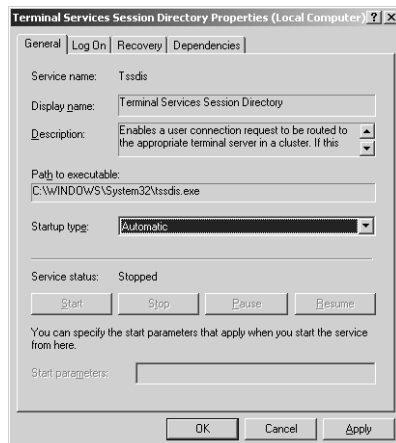 Terminal Services Session Directory Properties (Local Computer)
General Log On Recovery Dependencies
Service name: Tssdis
Display name: Terminal Services Session Directory
Description: Enables a user connection request to be routed to
the appropriate terminal server in a cluster. If this
Path to executable:
C:\WINDOWS\System32\tssdis.exe
Startup type: Automatic
Service status: Stopped
Start Stop Pause Resume
You can specify the start parameters that apply when you start the service
from here.
Start parameters:
OK Cancel Apply